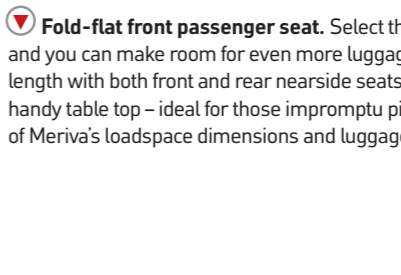 Fold-flat front passenger seat. Select th
and you can make room for even more luggag
length with both front and rear nearside seats
handy table top – ideal for those impromptu pi
of Meriva's loadspace dimensions and luggage